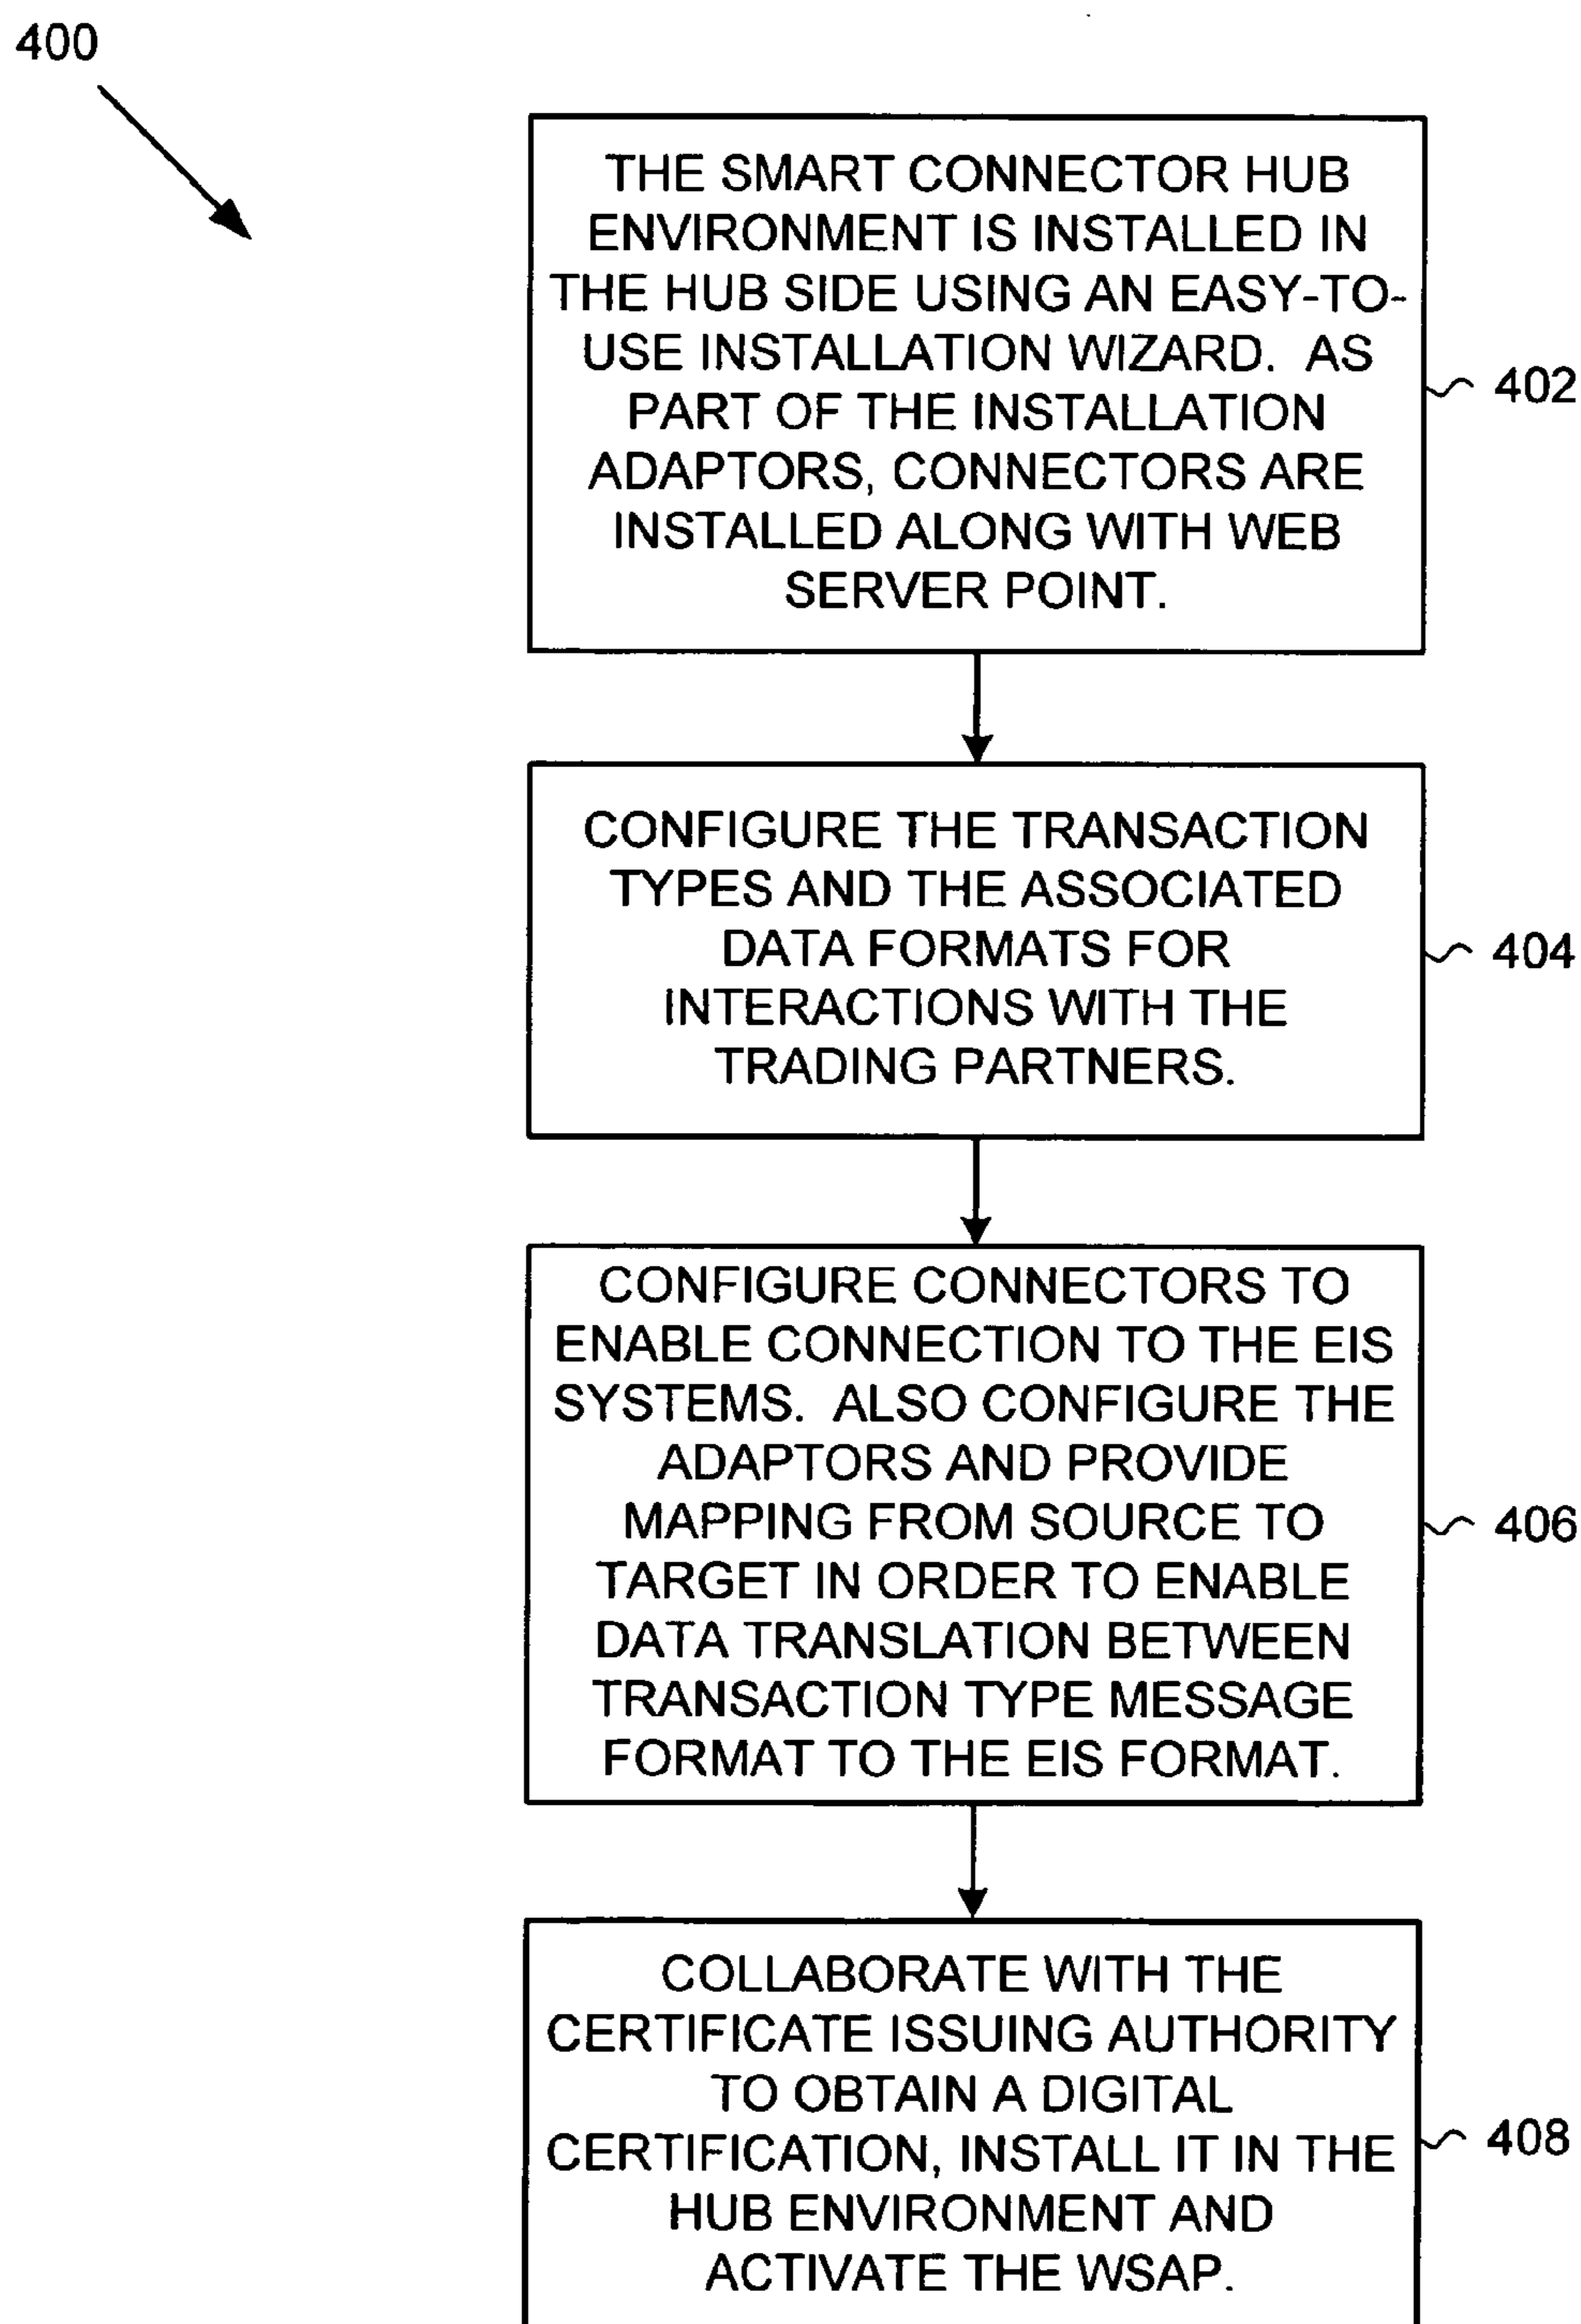 400
THE SMART CONNECTOR HUB
ENVIRONMENT IS INSTALLED IN
THE HUB SIDE USING AN EASY-TO-
USE INSTALLATION WIZARD. AS
PART OF THE INSTALLATION
ADAPTORS, CONNECTORS ARE
INSTALLED ALONG WITH WEB
SERVER POINT.
402
CONFIGURE THE TRANSACTION
TYPES AND THE ASSOCIATED
DATA FORMATS FOR
INTERACTIONS WITH THE
TRADING PARTNERS.
404
CONFIGURE CONNECTORS TO
ENABLE CONNECTION TO THE EIS
SYSTEMS. ALSO CONFIGURE THE
ADAPTORS AND PROVIDE
MAPPING FROM SOURCE TO
TARGET IN ORDER TO ENABLE
DATA TRANSLATION BETWEEN
TRANSACTION TYPE MESSAGE
FORMAT TO THE EIS FORMAT.
406
COLLABORATE WITH THE
CERTIFICATE ISSUING AUTHORITY
TO OBTAIN A DIGITAL
CERTIFICATION, INSTALL IT IN THE
HUB ENVIRONMENT AND
ACTIVATE THE WSAP.
408